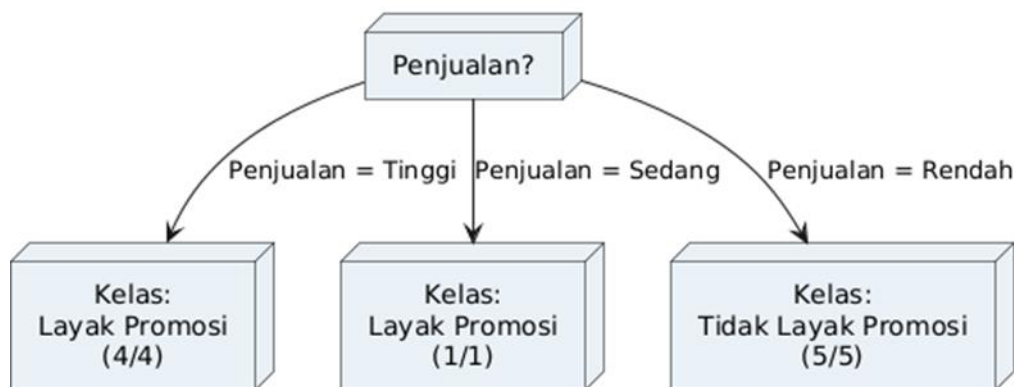 Penjualan?
Penjualan = Tinggi
Penjualan = Sedang
Penjualan = Rendah
Kelas:
Layak Promosi
(4/4)
Kelas:
Layak Promosi
(1/1)
Kelas:
Tidak Layak Promosi
(5/5)